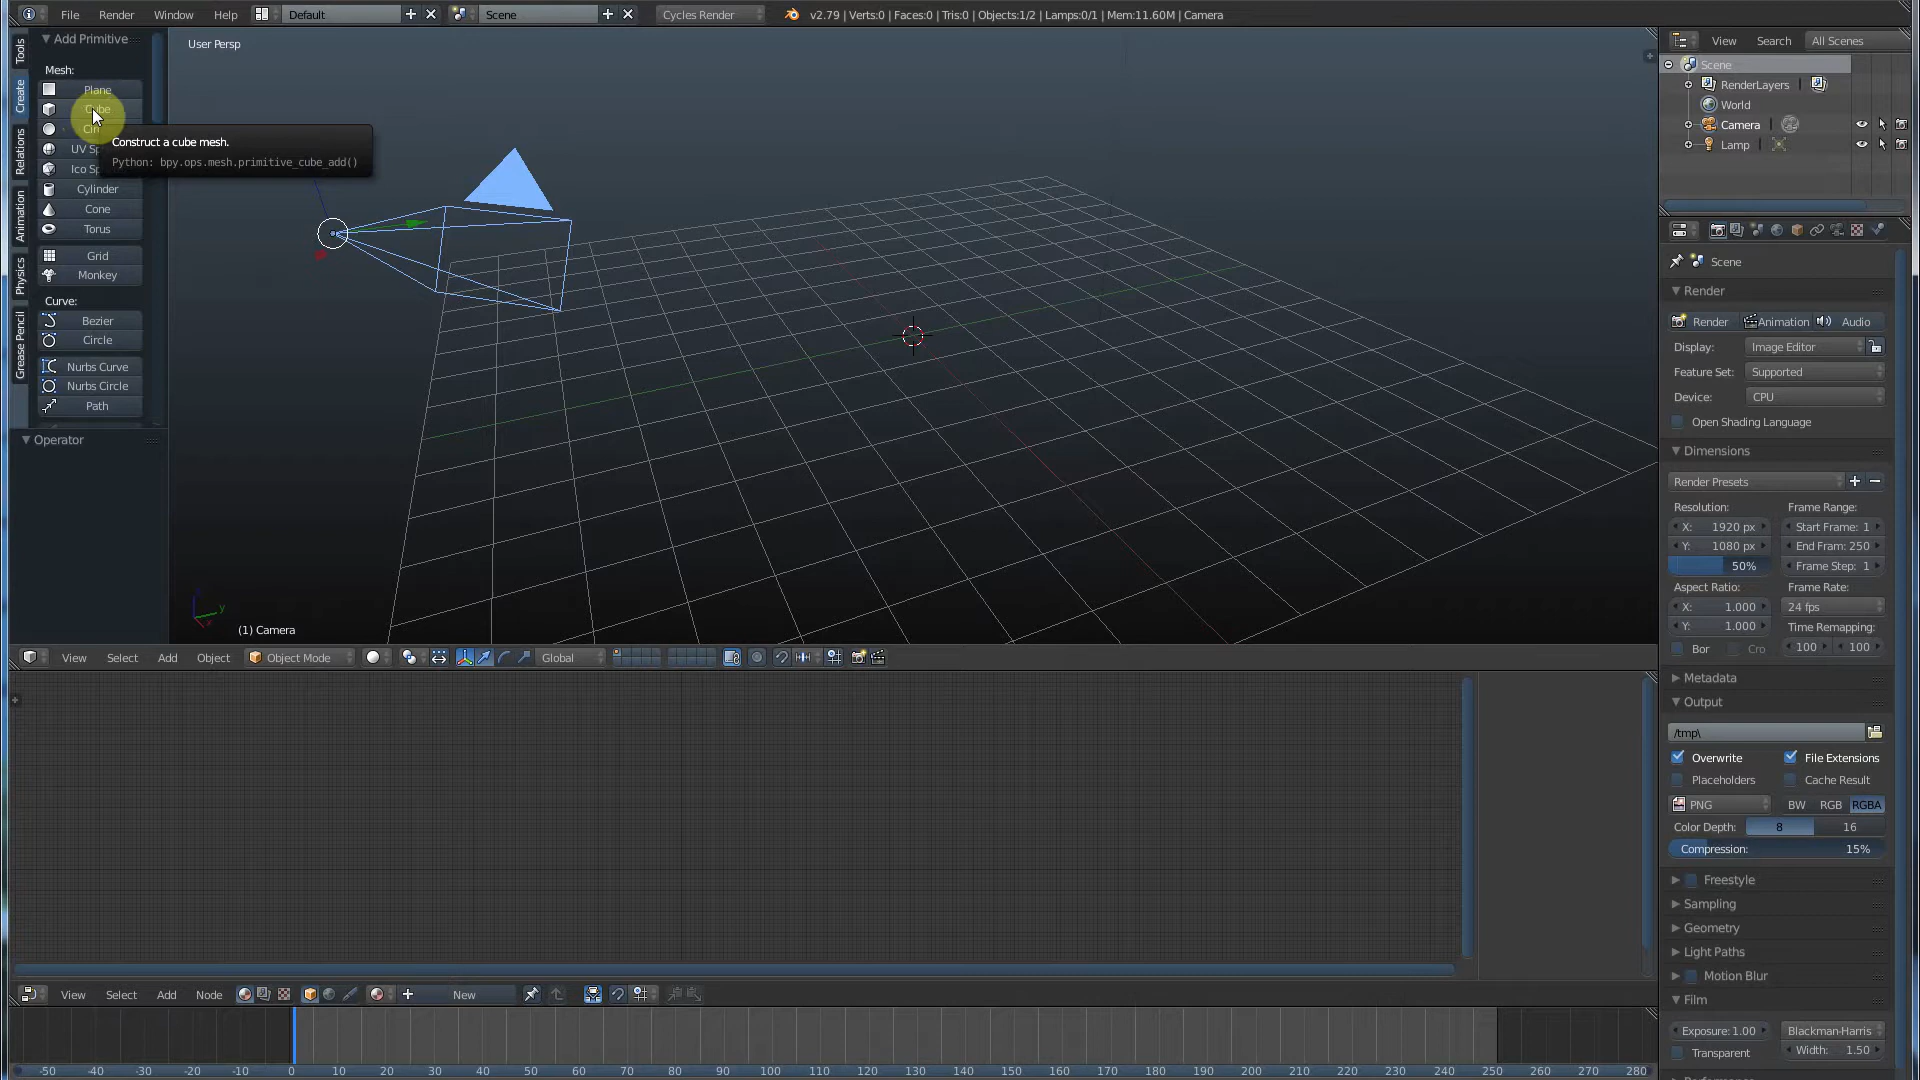 File Render Window Help Default Scene Cycles Render v2.79 | Verts:0 | Faces:0 | Tris:0 | Objects:1/2 | Lamps:0/1 | Mem:11.60M | Camera
Tools
Create
Relations
Animation
Physics
Grease Pencil
Add Primitive
Mesh:
Plane
Cube
UV
Ico
Cylinder
Cone
Torus
Grid
Monkey
Curve:
Bezier
Circle
Nurbs Curve
Nurbs Circle
Path
Operator
Construct a cube mesh.
Python: bpy.ops.mesh.primitive_cube_add()
User Persp
(1) Camera
View Select Add Object Object Mode Global
View Select Add Node New
-50 -40 -30 -20 -10 0 10 20 30 40 50 60 70 80 90 100 110 120 130 140 150 160 170 180 190 200 210 220 230 240 250 260 270 280
View Search All Scenes
Scene
RenderLayers
World
Camera
Lamp
Scene
Render
Render Animation Audio
Display: Image Editor
Feature Set: Supported
Device: CPU
Open Shading Language
Dimensions
Render Presets
Resolution: Frame Range:
X: 1920 px Start Frame: 1
Y: 1080 px End Fram: 250
50% Frame Step: 1
Aspect Ratio: Frame Rate:
X: 1.000 24 fps
Y: 1.000 Time Remapping:
Bor Cro 100 100
Metadata
Output
/tmp\
Overwrite File Extensions
Placeholders Cache Result
PNG BW RGB RGBA
Color Depth: 8 16
Compression: 15%
Freestyle
Sampling
Geometry
Light Paths
Motion Blur
Film
Exposure: 1.00 Blackman-Harris
Transparent Width: 1.50